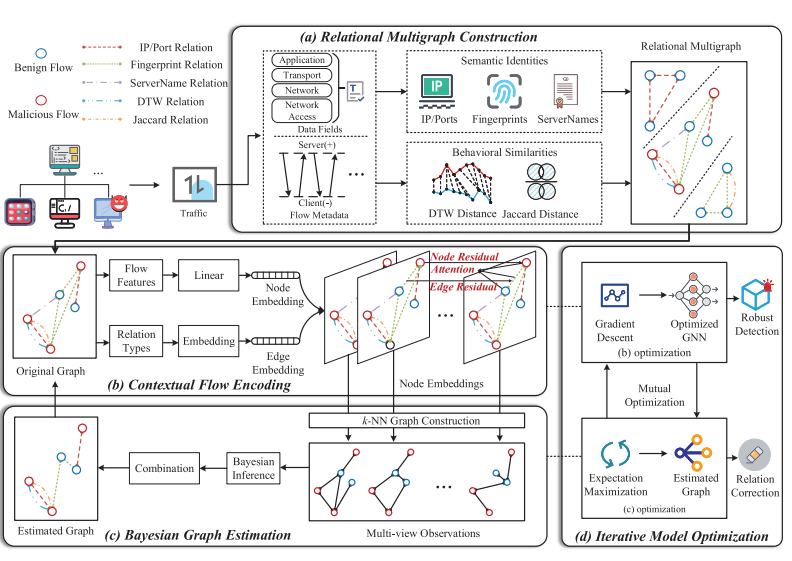 (a) Relational Multigraph Construction
Benign Flow
Malicious Flow
IP/Port Relation
Fingerprint Relation
ServerName Relation
DTW Relation
Jaccard Relation
...
Traffic
Application
Transport
Network
Network
Access
T
Data Fields
Server(+)
...
Client(-)
Flow Metadata
Semantic Identities
IP
IP/Ports
Fingerprints
ServerNames
Behavioral Similarities
DTW Distance
Jaccard Distance
Relational Multigraph
Original Graph
Flow
Features
Linear
Node
Embedding
Relation
Types
Embedding
Edge
Embedding
Node Residual
Attention
Edge Residual
...
Node Embeddings
(b) Contextual Flow Encoding
k-NN Graph Construction
...
Multi-view Observations
Bayesian
Inference
Combination
Estimated Graph
(c) Bayesian Graph Estimation
Gradient
Descent
Optimized
GNN
(b) optimization
Robust
Detection
Mutual
Optimization
Expectation
Maximization
Estimated
Graph
(c) optimization
Relation
Correction
(d) Iterative Model Optimization